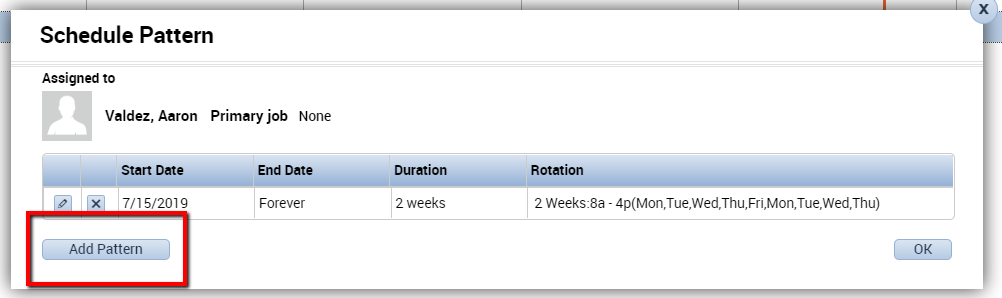 X
Schedule Pattern
Assigned to
Valdez, Aaron Primary job None
Start Date End Date Duration Rotation
7/15/2019 Forever 2 weeks 2 Weeks:8a - 4p(Mon,Tue,Wed,Thu,Fri,Mon,Tue,Wed,Thu)
Add Pattern OK